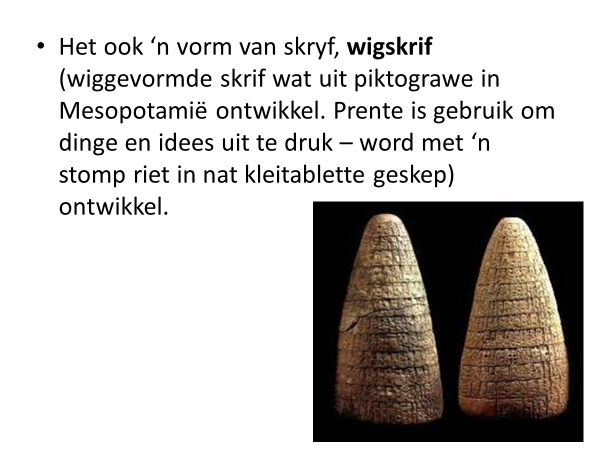 • Het ook ‘n vorm van skryf, wigskrif
(wiggevormde skrif wat uit piktograwe in
Mesopotamië ontwikkel. Prente is gebruik om
dinge en idees uit te druk – word met ‘n
stomp riet in nat kleitablette geskep)
ontwikkel.